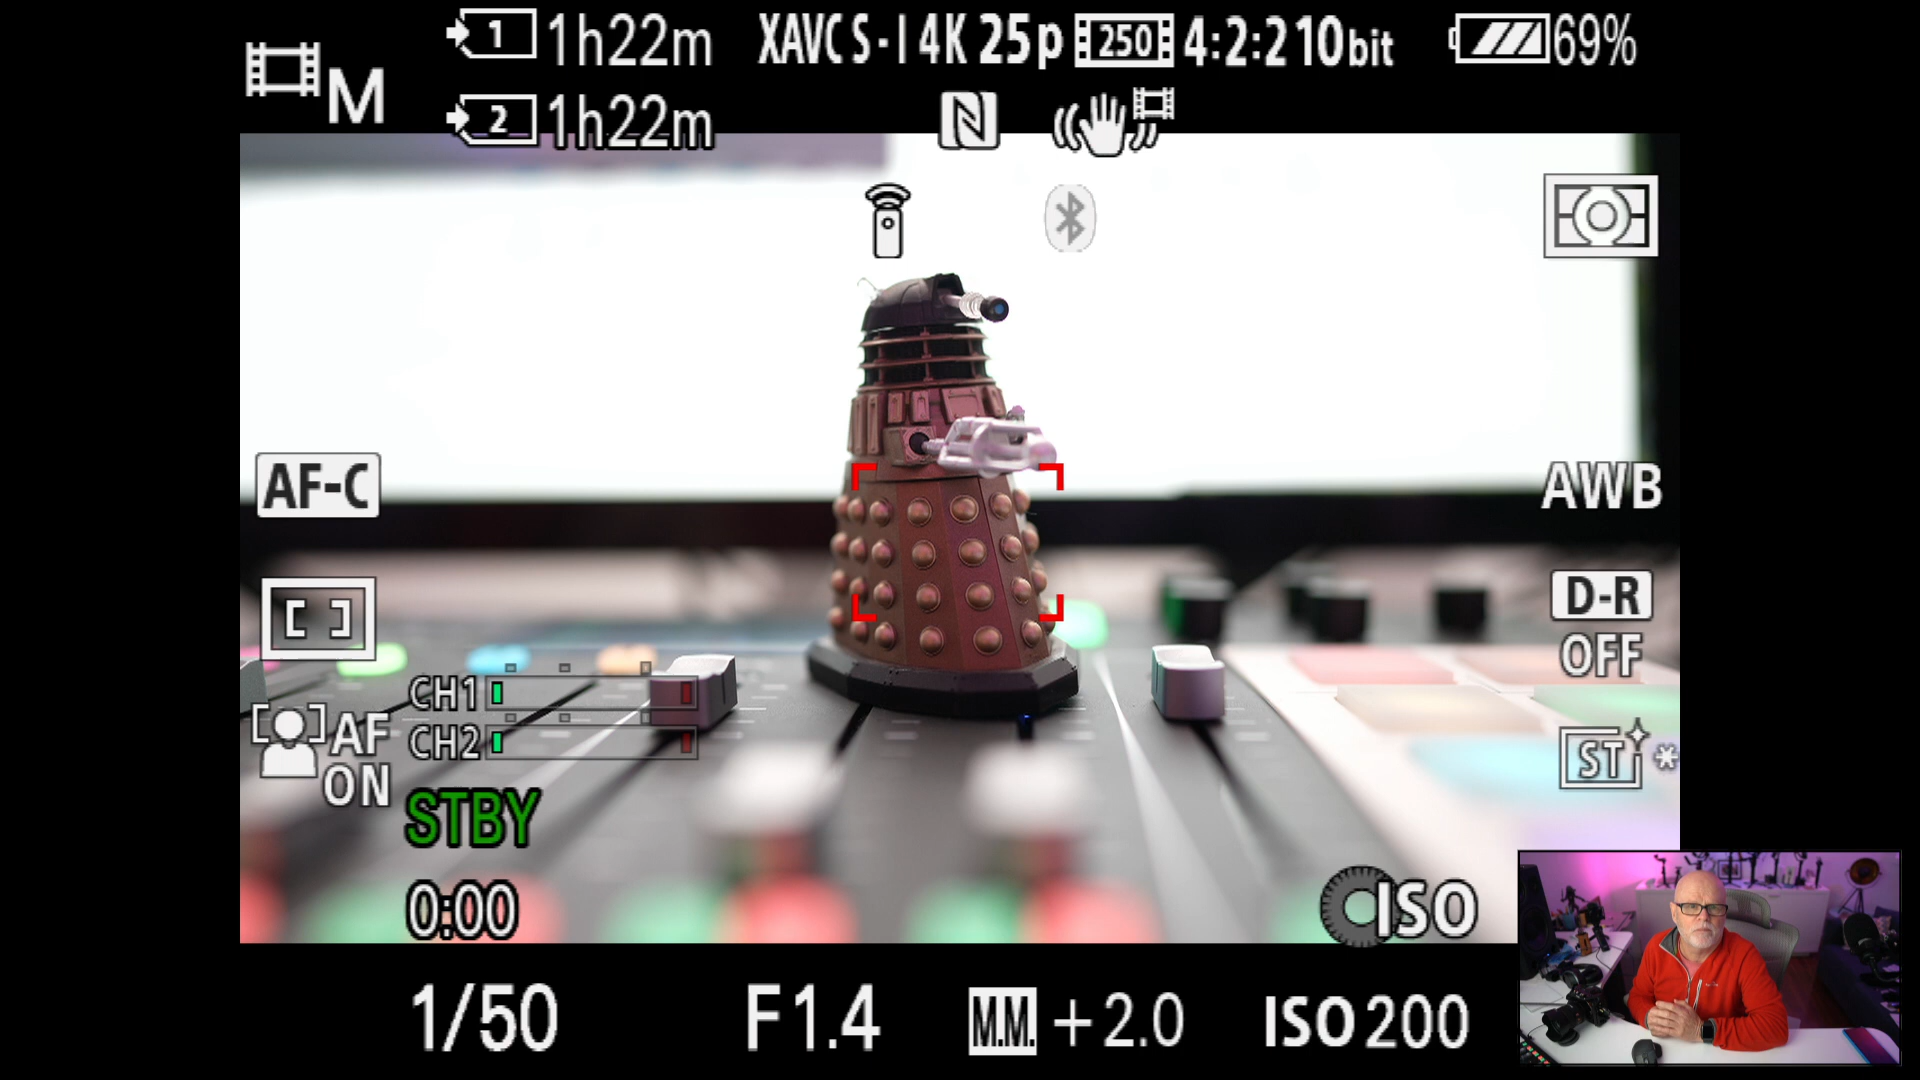 M
1 1h22m
2 1h22m
XAVC S-I 4K 25p 250 4:2:2 10bit
69%
N
AF-C
AWB
D-R
OFF
AF
ON
CH1
CH2
STBY
0:00
ST *
ISO
1/50
F1.4
M.M. +2.0
ISO 200